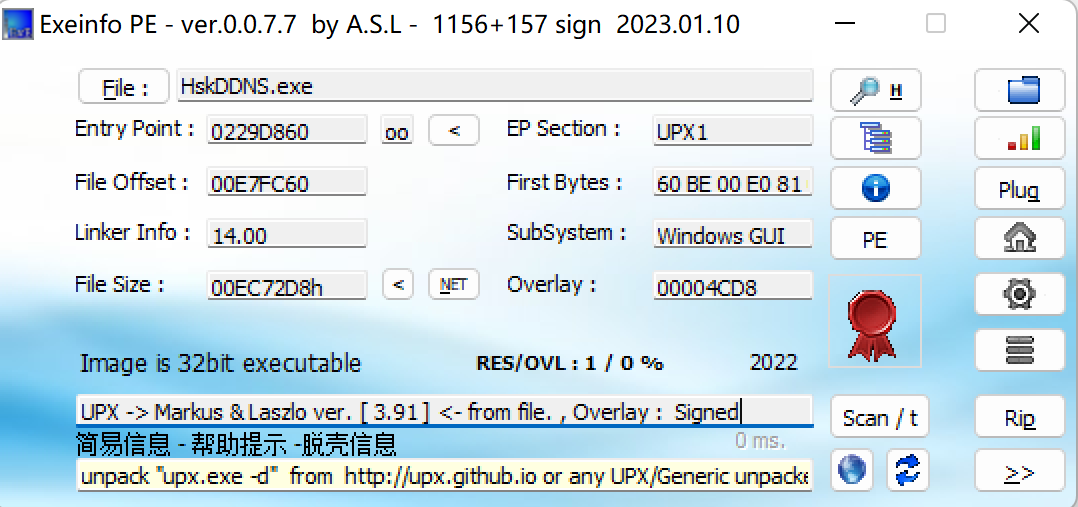 Exeinfo PE - ver.0.0.7.7 by A.S.L - 1156+157 sign 2023.01.10
File : HskDDNS.exe H
Entry Point : 0229D860 oo < EP Section : UPX1
File Offset : 00E7FC60 First Bytes : 60 BE 00 E0 81 Plug
Linker Info : 14.00 SubSystem : Windows GUI PE
File Size : 00EC72D8h < NET Overlay : 00004CD8
Image is 32bit executable RES/OVL : 1 / 0 % 2022
UPX -> Markus & Laszlo ver. [ 3.91 ] <- from file. , Overlay : Signed Scan / t Rip
简易信息 - 帮助提示 -脱壳信息 0 ms.
unpack "upx.exe -d" from http://upx.github.io or any UPX/Generic unpacke >>